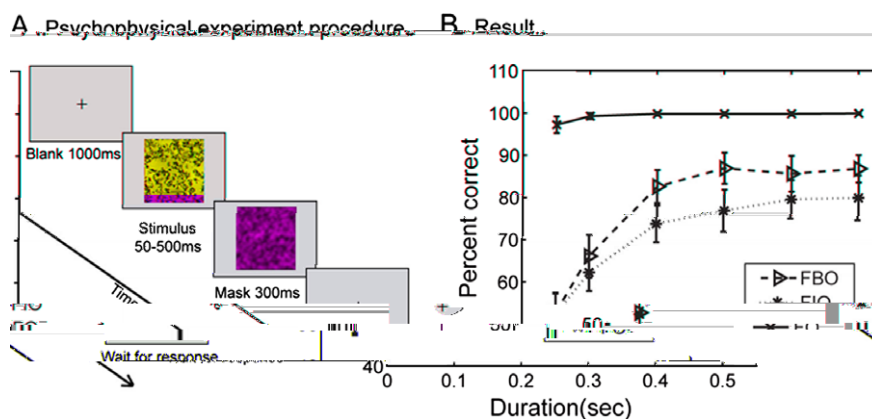 A Psychophysical experiment procedure
B Result
Blank 1000ms
Stimulus
50-500ms
Mask 300ms
Time
Wait for response
Percent correct
110
100
90
80
70
60
50
40
FBO
FIO
0 0.1 0.2 0.3 0.4 0.5
Duration(sec)